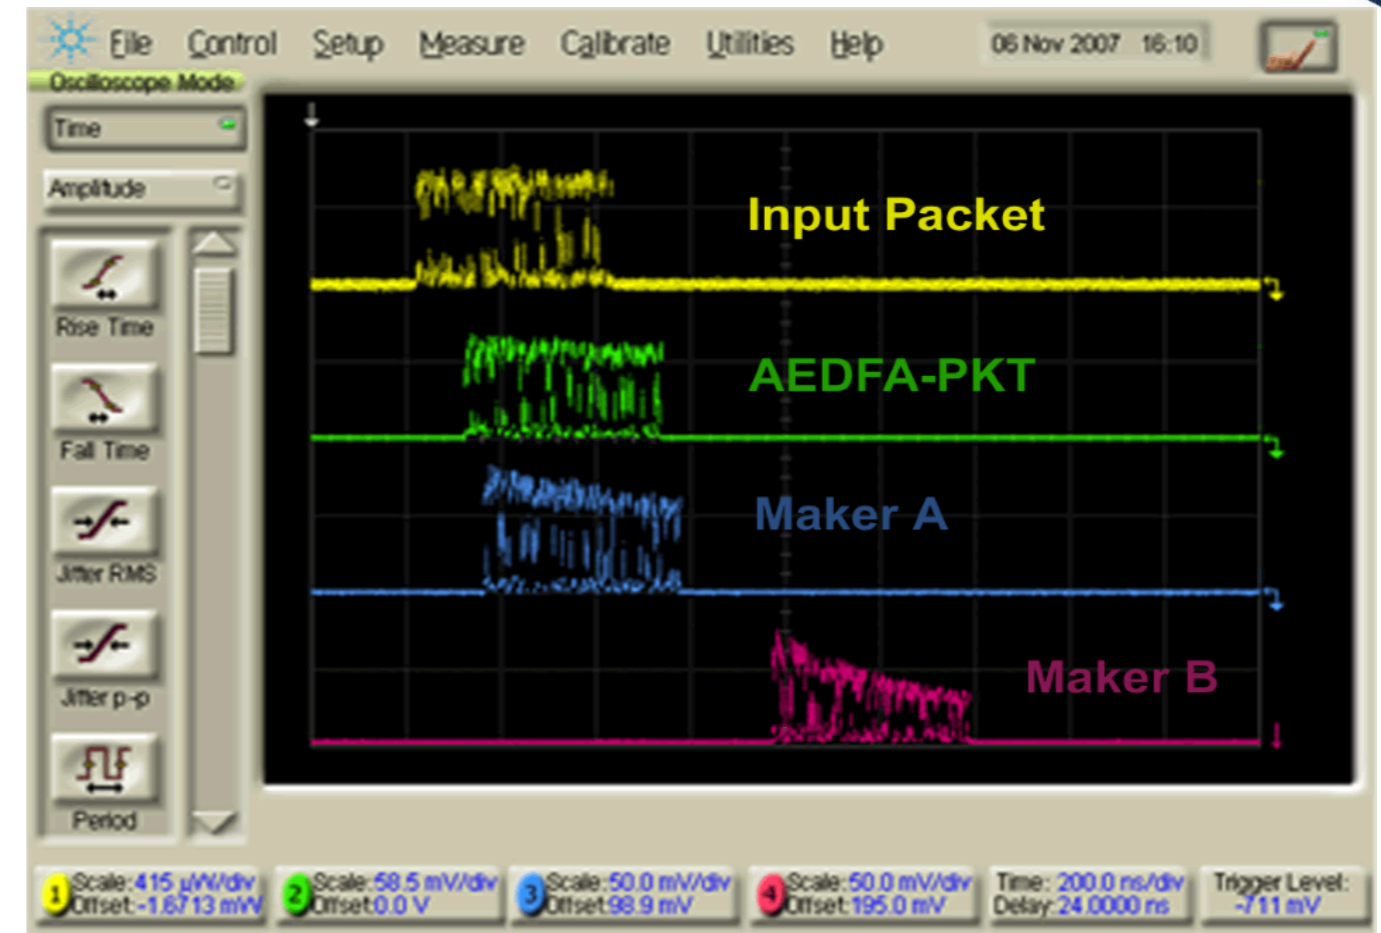 File Control Setup Measure Calibrate Utilities Help 06 Nov 2007 16:10
Oscilloscope Mode
Time
Amplitude
Input Packet
Rise Time
AEDFA-PKT
Fall Time
Maker A
Jitter RMS
Maker B
Jitter p-p
Period
1 Scale:415 µW/div
Offset:-1.6713 mW
2 Scale:58.5 mV/div
Offset:0.0 V
3 Scale:50.0 mV/div
Offset:98.9 mV
4 Scale:50.0 mV/div
Offset:195.0 mV
Time: 200.0 ns/div
Delay:24.0000 ns
Trigger Level:
-711 mV